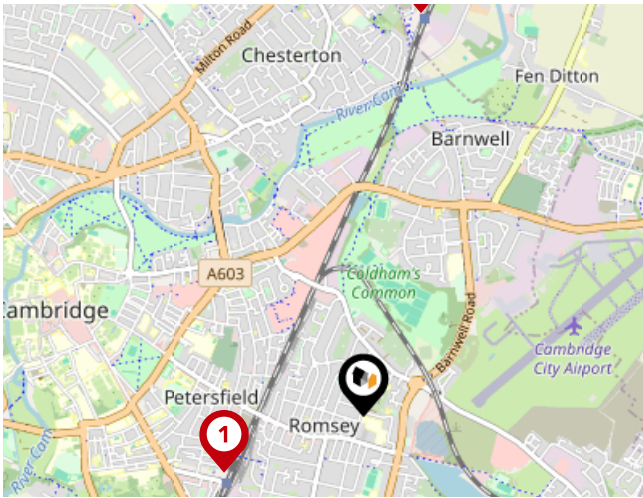 Chesterton
Milton Road
Fen Ditton
River Cam
Barnwell
A603
Coldham's
Common
Cambridge
Barnwell Road
Cambridge
City Airport
Petersfield
Romsey
1
River Cam